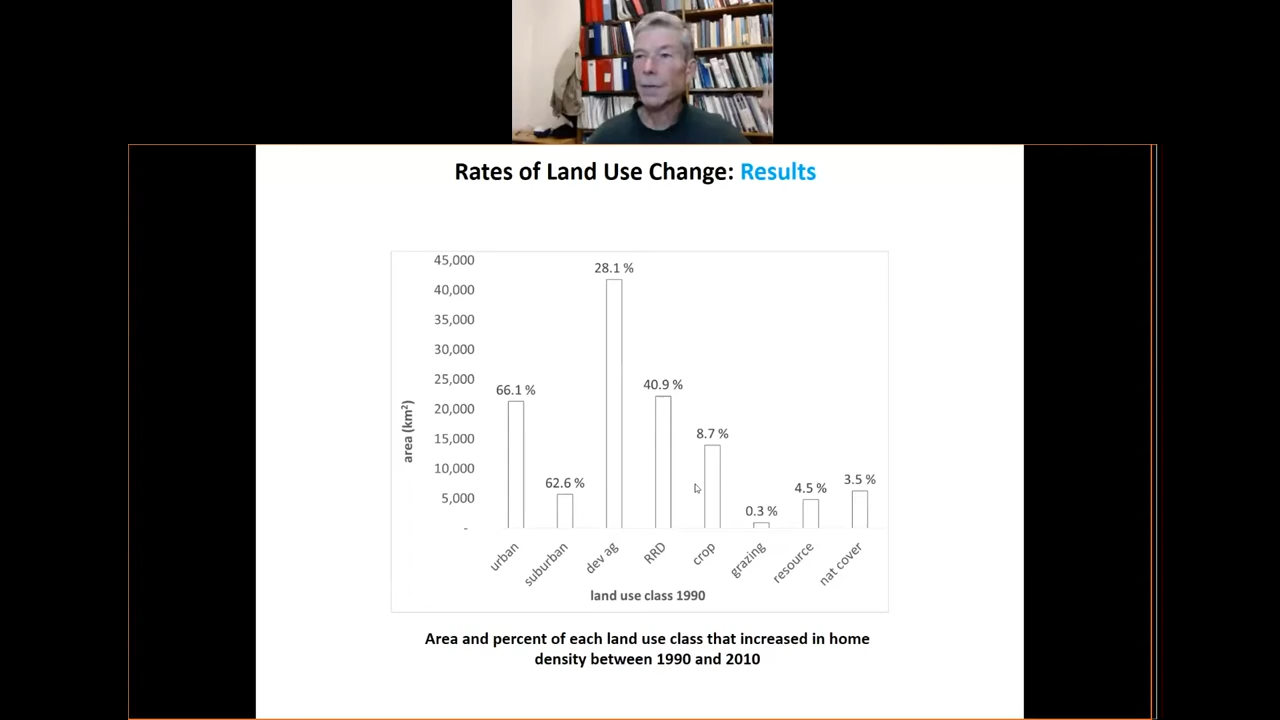 Rates of Land Use Change: Results
45,000
40,000
35,000
30,000
25,000
20,000
15,000
10,000
5,000
-
area (km²)
66.1 %
62.6 %
28.1 %
40.9 %
8.7 %
0.3 %
4.5 %
3.5 %
urban
suburban
dev ag
RRD
crop
grazing
resource
nat cover
land use class 1990
Area and percent of each land use class that increased in home
density between 1990 and 2010